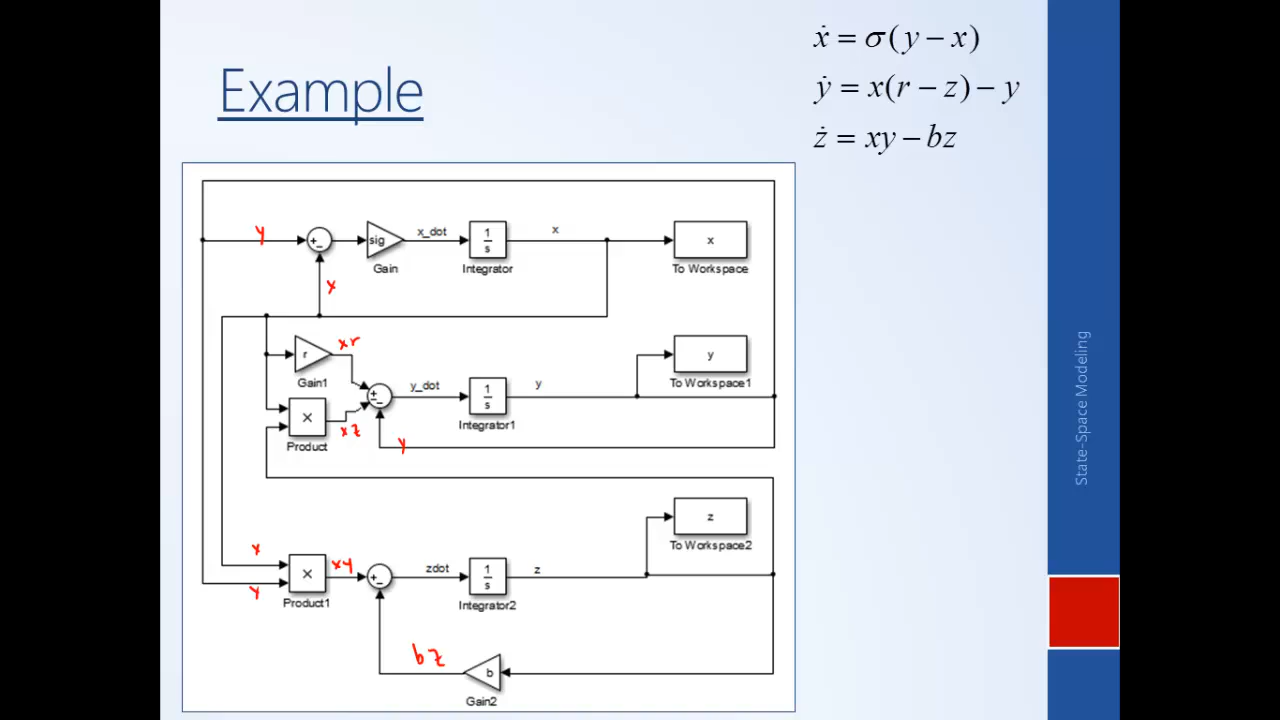 Example
ẋ = σ(y − x)
ẏ = x(r − z) − y
ż = xy − bz
y
+
-
sig
x_dot
1
s
x
x
Gain
Integrator
To Workspace
x
r
xr
Gain1
y
To Workspace1
+
-
-
y_dot
1
s
y
Integrator1
×
xz
Product
y
z
To Workspace2
x
y
×
xy
Product1
+
-
zdot
1
s
z
Integrator2
bz
b
Gain2
State-Space Modeling